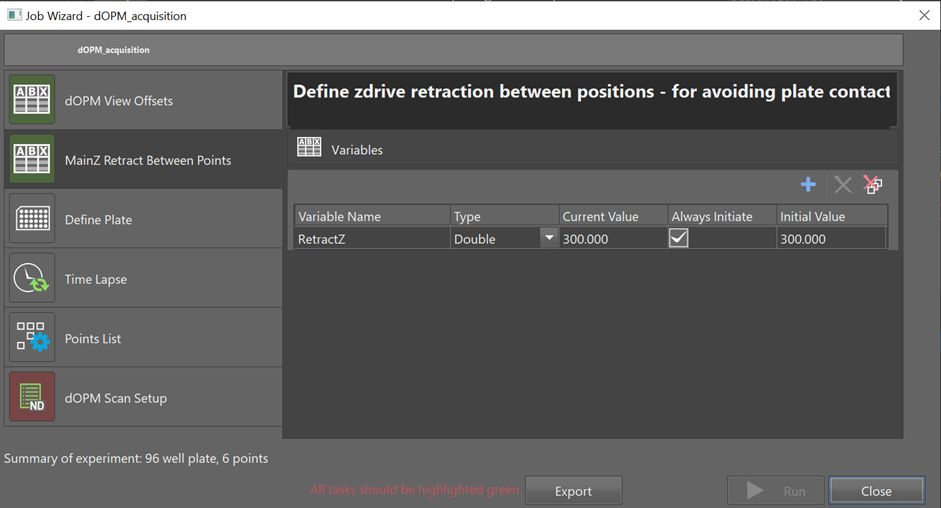 Job Wizard - dOPM_acquisition
dOPM_acquisition
ABX
dOPM View Offsets
ABX
MainZ Retract Between Points
Define Plate
Time Lapse
Points List
ND
dOPM Scan Setup
Define zdrive retraction between positions - for avoiding plate contact
ABX
Variables
Variable Name Type Current Value Always Initiate Initial Value
RetractZ Double 300.000 300.000
Summary of experiment: 96 well plate, 6 points
All tasks should be highlighted green.
Export
Run
Close